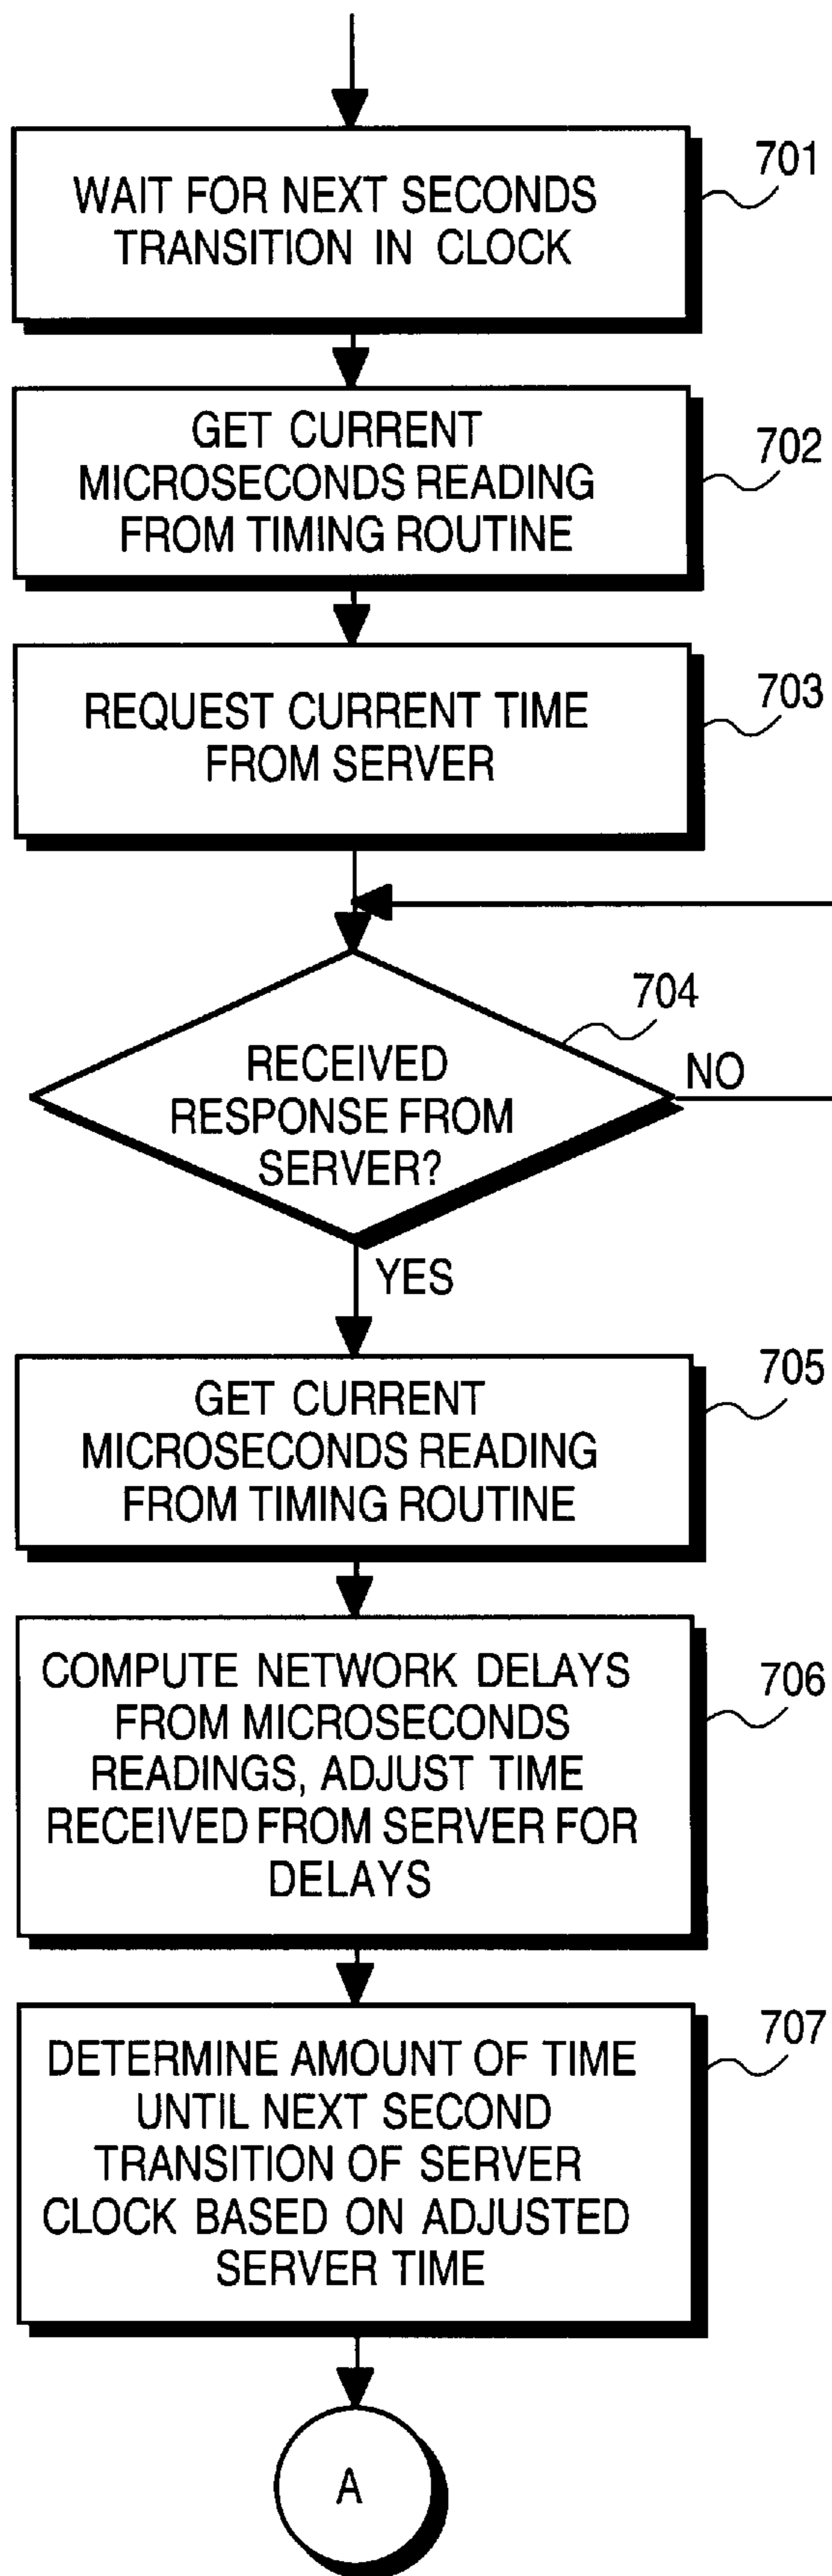 WAIT FOR NEXT SECONDS
TRANSITION IN CLOCK
701
GET CURRENT
MICROSECONDS READING
FROM TIMING ROUTINE
702
REQUEST CURRENT TIME
FROM SERVER
703
704
RECEIVED
RESPONSE FROM
SERVER?
NO
YES
GET CURRENT
MICROSECONDS READING
FROM TIMING ROUTINE
705
COMPUTE NETWORK DELAYS
FROM MICROSECONDS
READINGS, ADJUST TIME
RECEIVED FROM SERVER FOR
DELAYS
706
DETERMINE AMOUNT OF TIME
UNTIL NEXT SECOND
TRANSITION OF SERVER
CLOCK BASED ON ADJUSTED
SERVER TIME
707
A